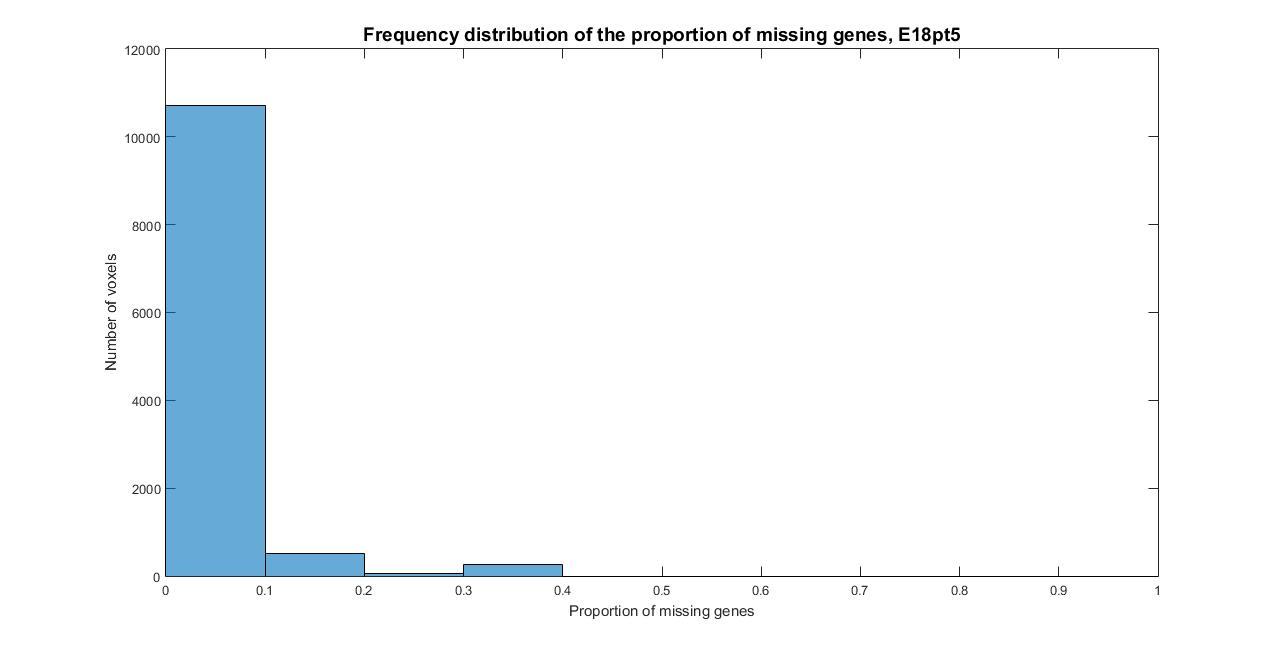 Frequency distribution of the proportion of missing genes, E18pt5
12000
10000
8000
6000
4000
2000
0
Number of voxels
0 0.1 0.2 0.3 0.4 0.5 0.6 0.7 0.8 0.9 1
Proportion of missing genes